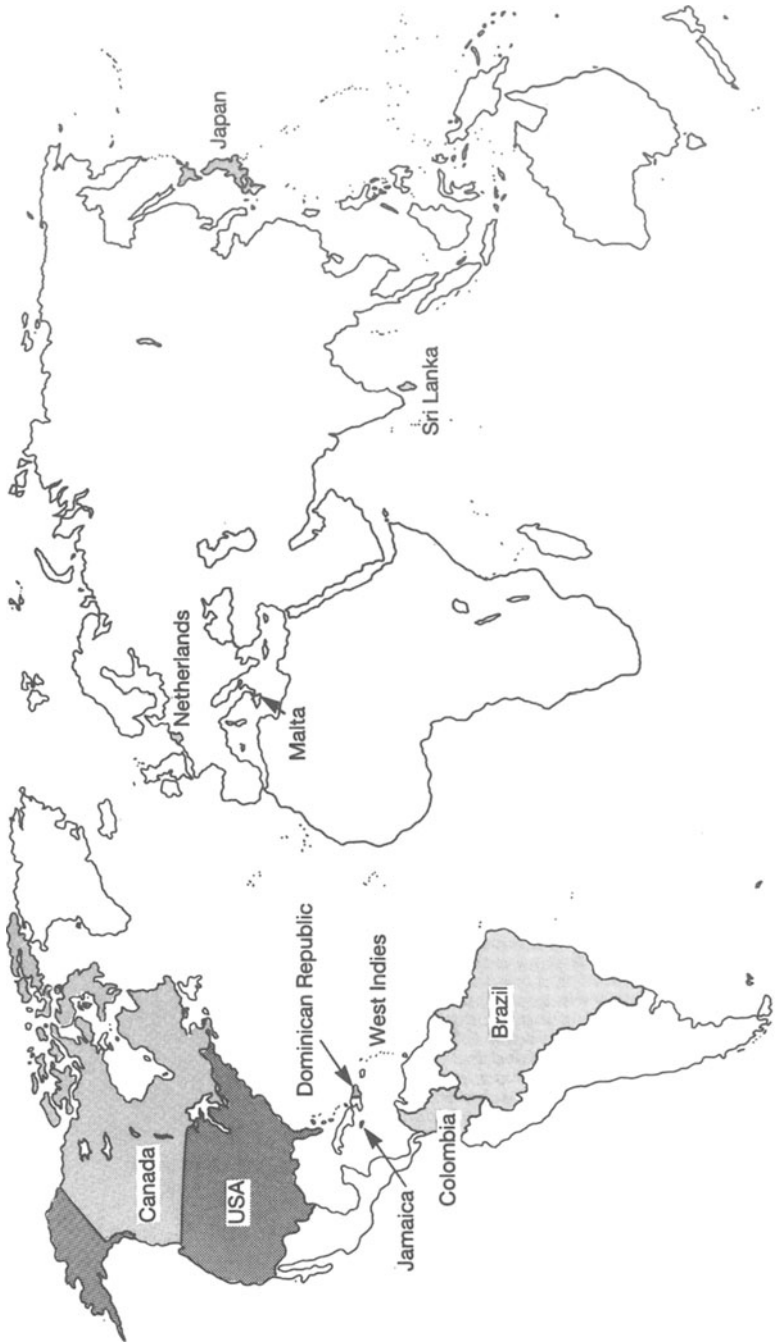 Canada
USA
Dominican Republic
West Indies
Jamaica
Colombia
Brazil
Netherlands
Malta
Sri Lanka
Japan